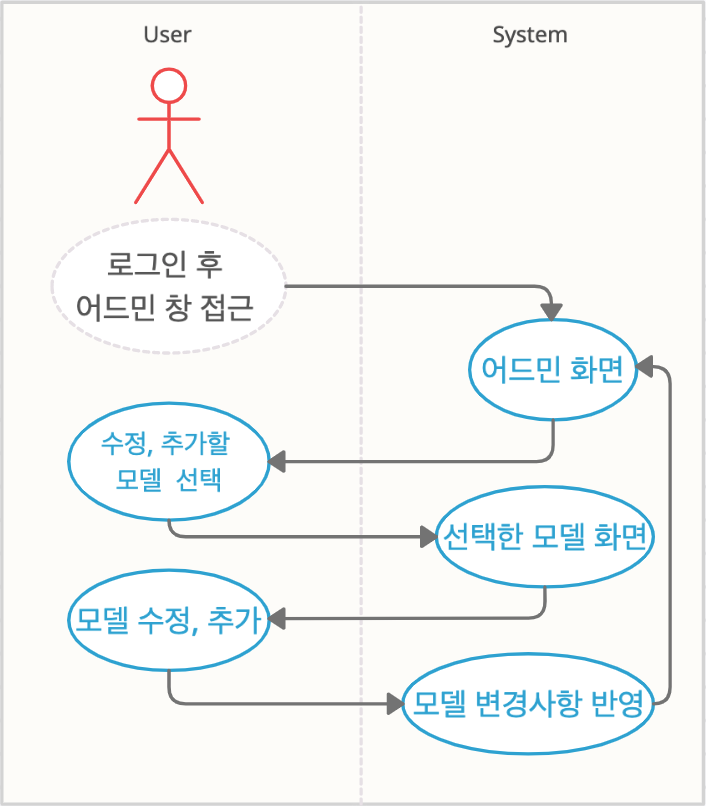 User
System
로그인 후
어드민 창 접근
어드민 화면
수정, 추가할
모델 선택
선택한 모델 화면
모델 수정, 추가
모델 변경사항 반영